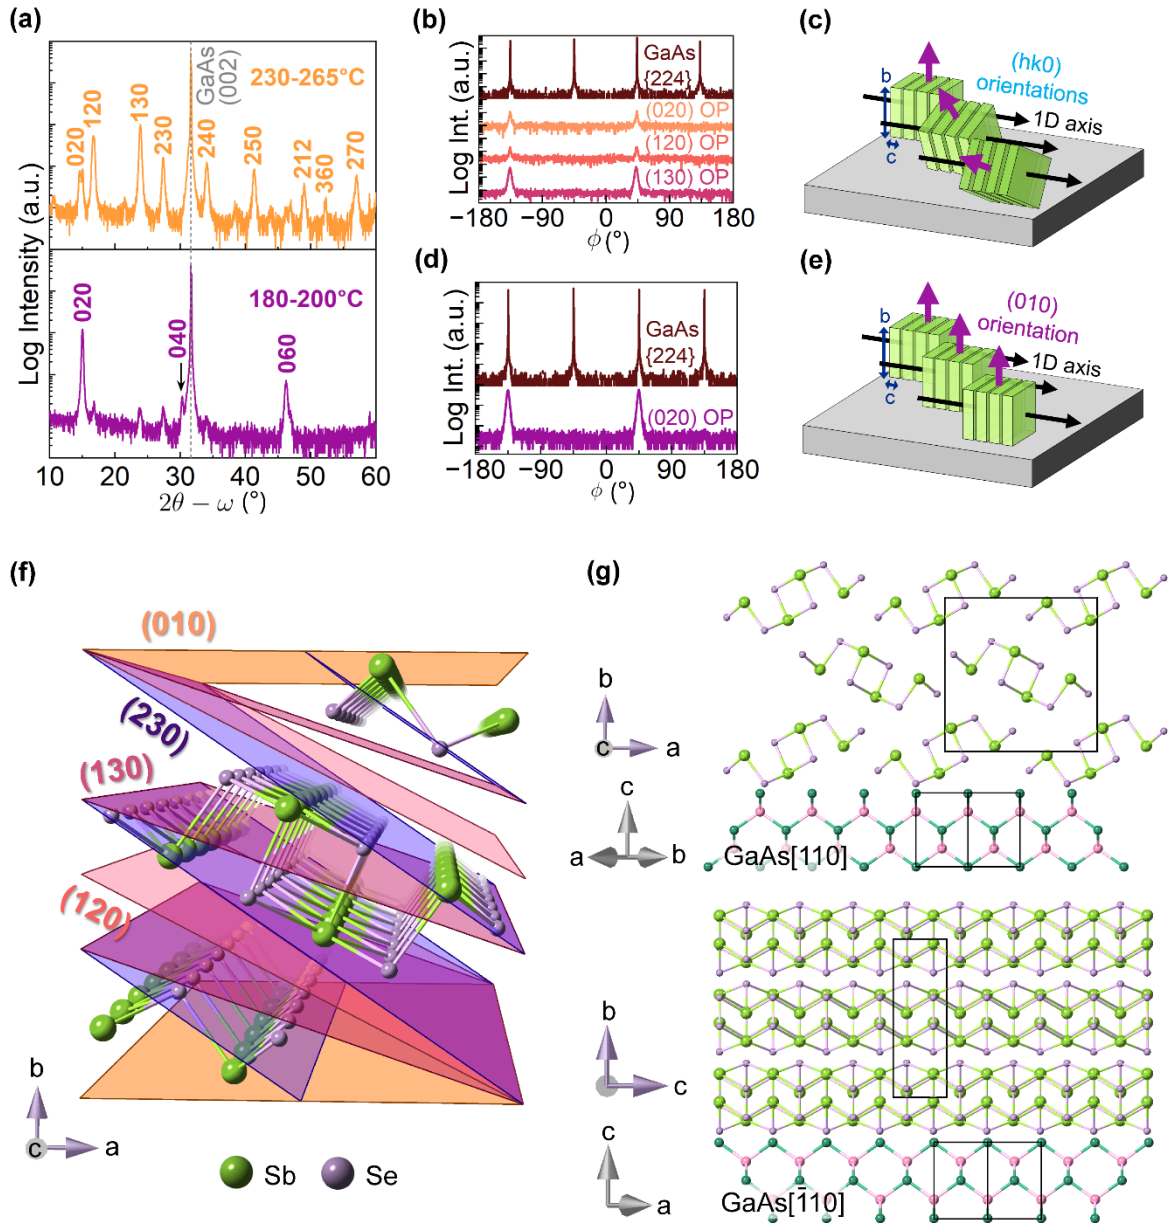 (a)
Log Intensity (a.u.)
230-265°C
GaAs
(002)
020
120
130
230
240
250
212
360
270
180-200°C
020
040
060
10 20 30 40 50 60
2θ − ω (°)
(b)
Log Int. (a.u.)
GaAs
{224}
(020) OP
(120) OP
(130) OP
−180 −90 0 90 180
ϕ (°)
(c)
(hk0)
orientations
b
c
1D axis
(d)
Log Int. (a.u.)
GaAs
{224}
(020) OP
−180 −90 0 90 180
ϕ (°)
(e)
(010)
orientation
b
c
1D axis
(f)
(010)
(230)
(130)
(120)
b
c
a
Sb
Se
(g)
b
c
a
c
a
b
GaAs[110]
b
c
c
a
GaAs[1̄10]